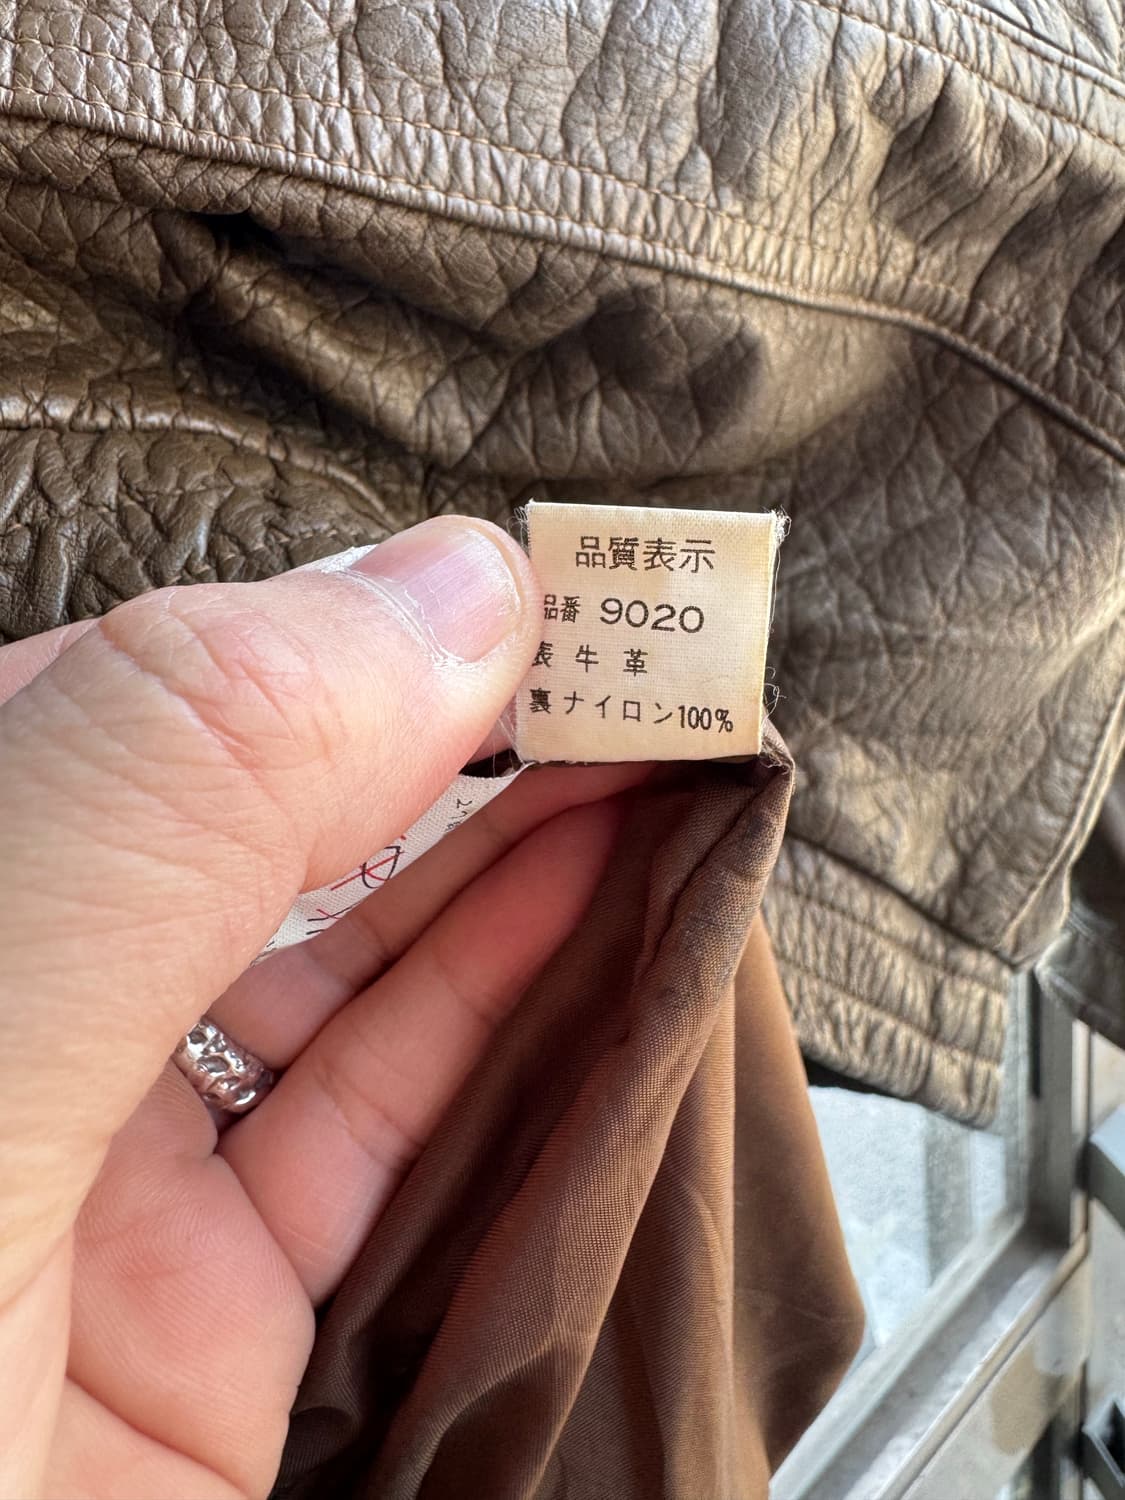 品質表示
品番 9020
表 牛 革
裏 ナイロン100%